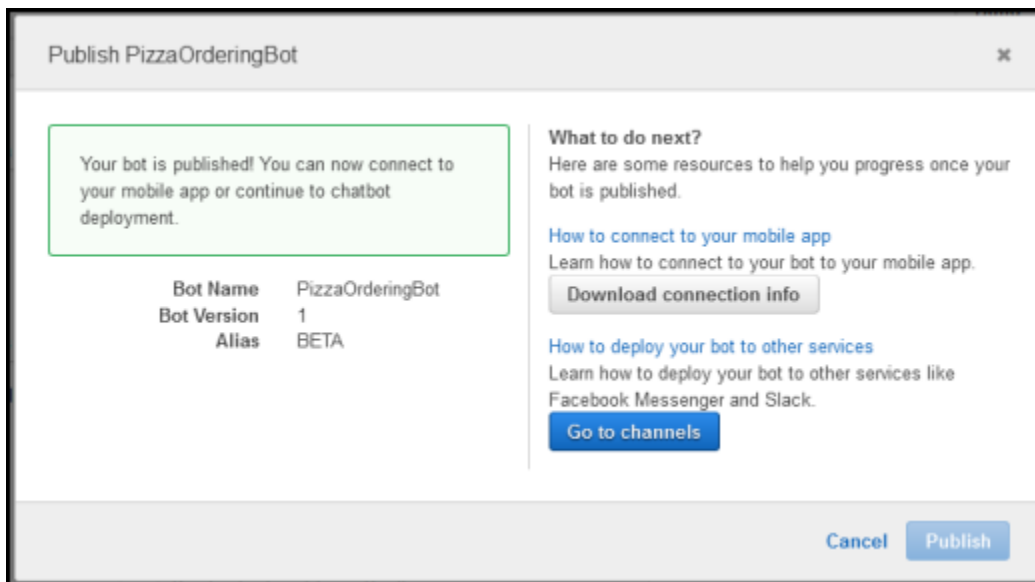 Publish PizzaOrderingBot
Your bot is published! You can now connect to
your mobile app or continue to chatbot
deployment.
Bot Name PizzaOrderingBot
Bot Version 1
Alias BETA
What to do next?
Here are some resources to help you progress once your
bot is published.
How to connect to your mobile app
Learn how to connect to your bot to your mobile app.
Download connection info
How to deploy your bot to other services
Learn how to deploy your bot to other services like
Facebook Messenger and Slack.
Go to channels
Cancel Publish